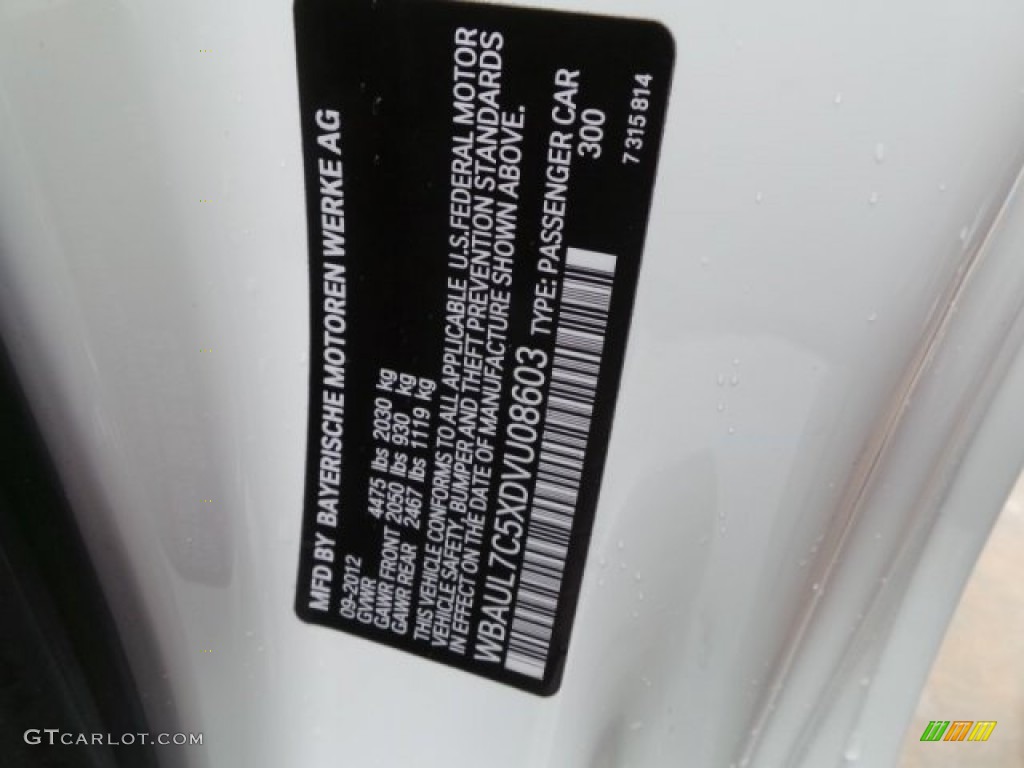 MFD BY BAYERISCHE MOTOREN WERKE AG
09-2012
GVWR 4475 lbs 2030 kg
GAWR FRONT 2050 lbs 930 kg
GAWR REAR 2467 lbs 1119 kg
THIS VEHICLE CONFORMS TO ALL APPLICABLE U.S.FEDERAL MOTOR
VEHICLE SAFETY, BUMPER AND THEFT PREVENTION STANDARDS
IN EFFECT ON THE DATE OF MANUFACTURE SHOWN ABOVE.
WBAUL7C5XDVU08603 TYPE: PASSENGER CAR
300
7 315 814
GTCARLOT.COM